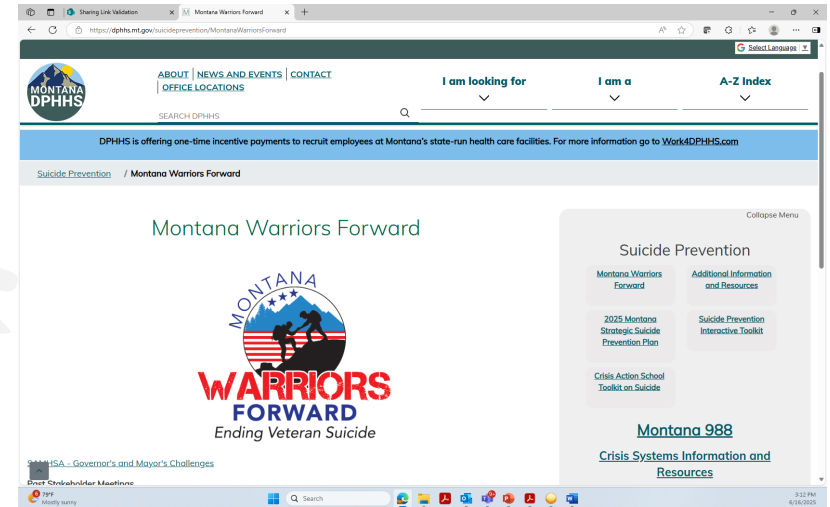 Sharing Link Validation
Montana Warriors Forward
https://dphhs.mt.gov/suicideprevention/MontanaWarriorsForward
Select Language
MONTANA
DPHHS
ABOUT | NEWS AND EVENTS | CONTACT
| OFFICE LOCATIONS
SEARCH DPHHS
I am looking for
I am a
A-Z Index
DPHHS is offering one-time incentive payments to recruit employees at Montana's state-run health care facilities. For more information go to Work4DPHHS.com
Suicide Prevention / Montana Warriors Forward
Montana Warriors Forward
MONTANA
WARRIORS
FORWARD
Ending Veteran Suicide
SAMHSA - Governor's and Mayor's Challenges
Past Stakeholder Meetings
Collapse Menu
Suicide Prevention
Montana Warriors
Forward
Additional Information
and Resources
2025 Montana
Strategic Suicide
Prevention Plan
Suicide Prevention
Interactive Toolkit
Crisis Action School
Toolkit on Suicide
Montana 988
Crisis Systems Information and
Resources
79°F
Mostly sunny
Search
3:12 PM
6/16/2025